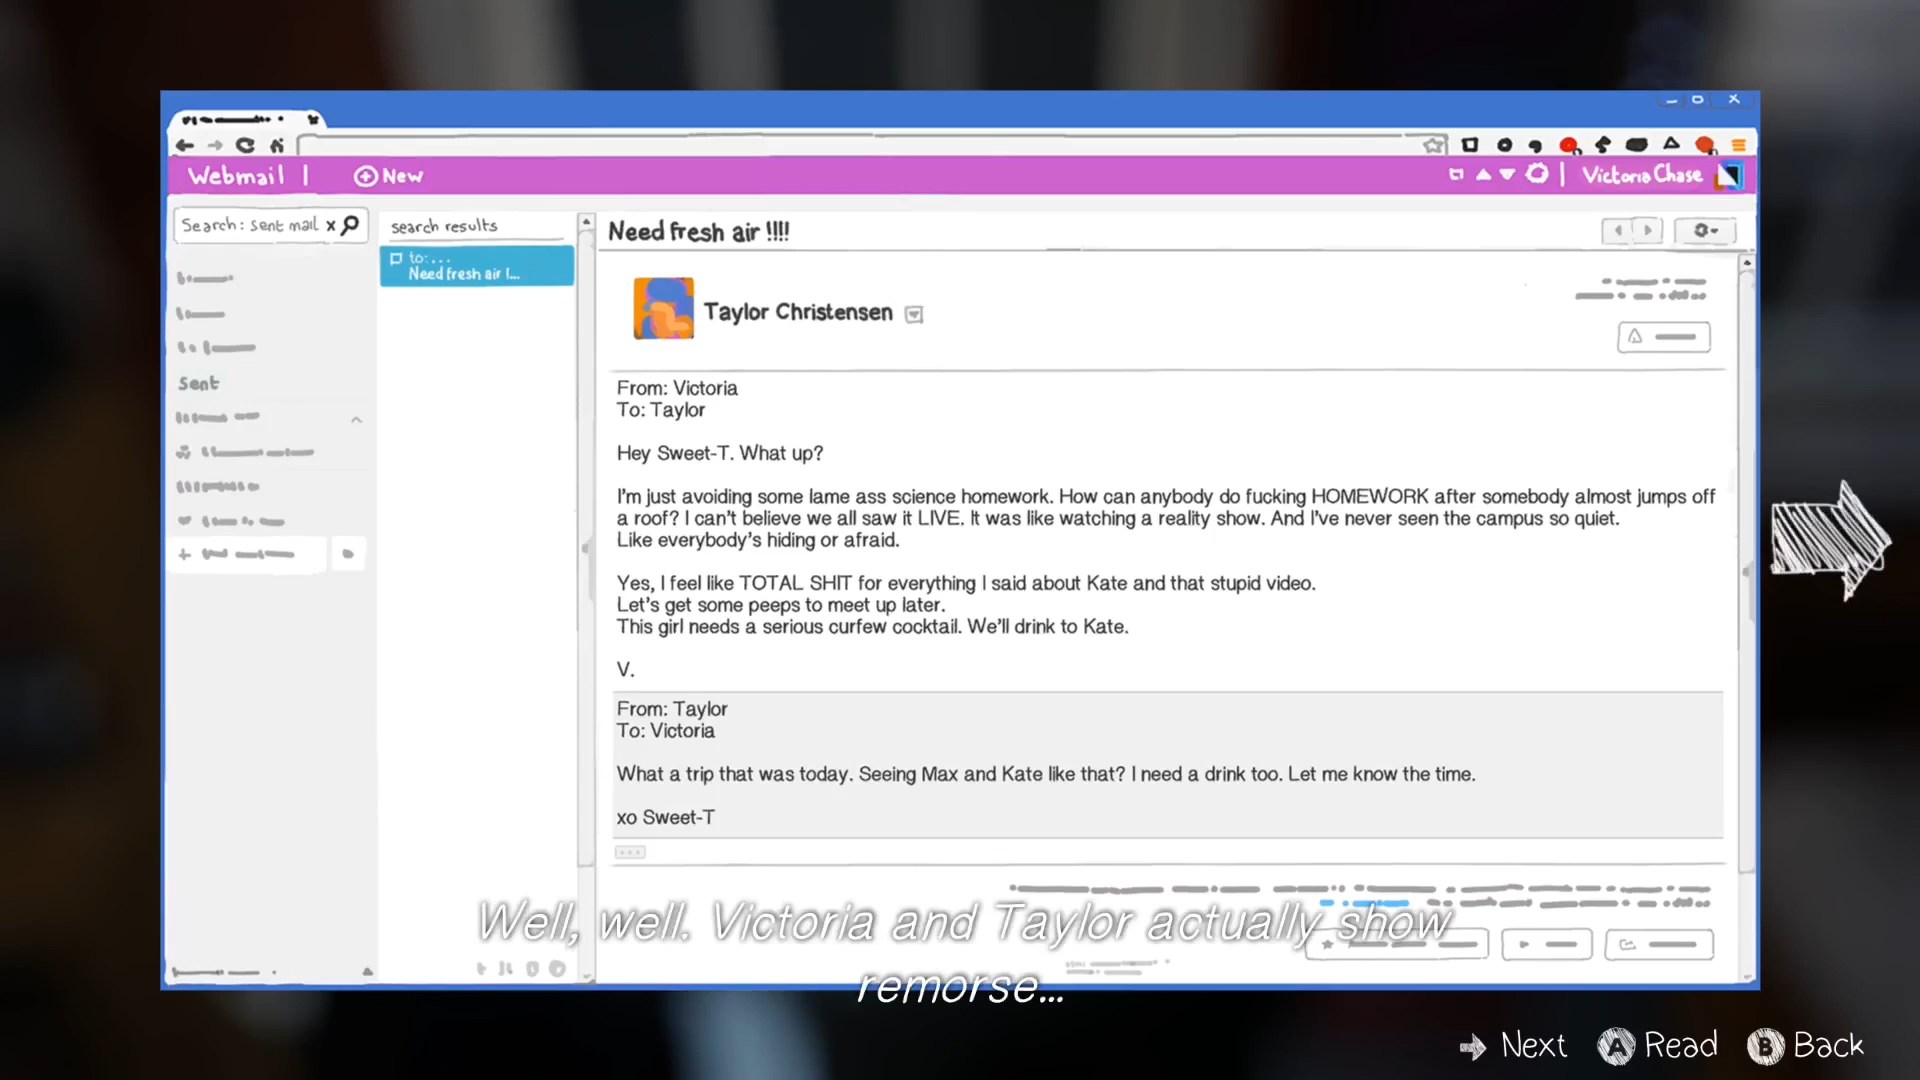 Webmail | New
Victoria Chase
Search: sent mail x
search results
to:...
Need fresh air !...
Sent
Need fresh air !!!!
Taylor Christensen
From: Victoria
To: Taylor
Hey Sweet-T. What up?
I'm just avoiding some lame ass science homework. How can anybody do fucking HOMEWORK after somebody almost jumps off
a roof? I can't believe we all saw it LIVE. It was like watching a reality show. And I've never seen the campus so quiet.
Like everybody's hiding or afraid.
Yes, I feel like TOTAL SHIT for everything I said about Kate and that stupid video.
Let's get some peeps to meet up later.
This girl needs a serious curfew cocktail. We'll drink to Kate.
V.
From: Taylor
To: Victoria
What a trip that was today. Seeing Max and Kate like that? I need a drink too. Let me know the time.
xo Sweet-T
Well, well. Victoria and Taylor actually show
remorse...
Next A Read B Back